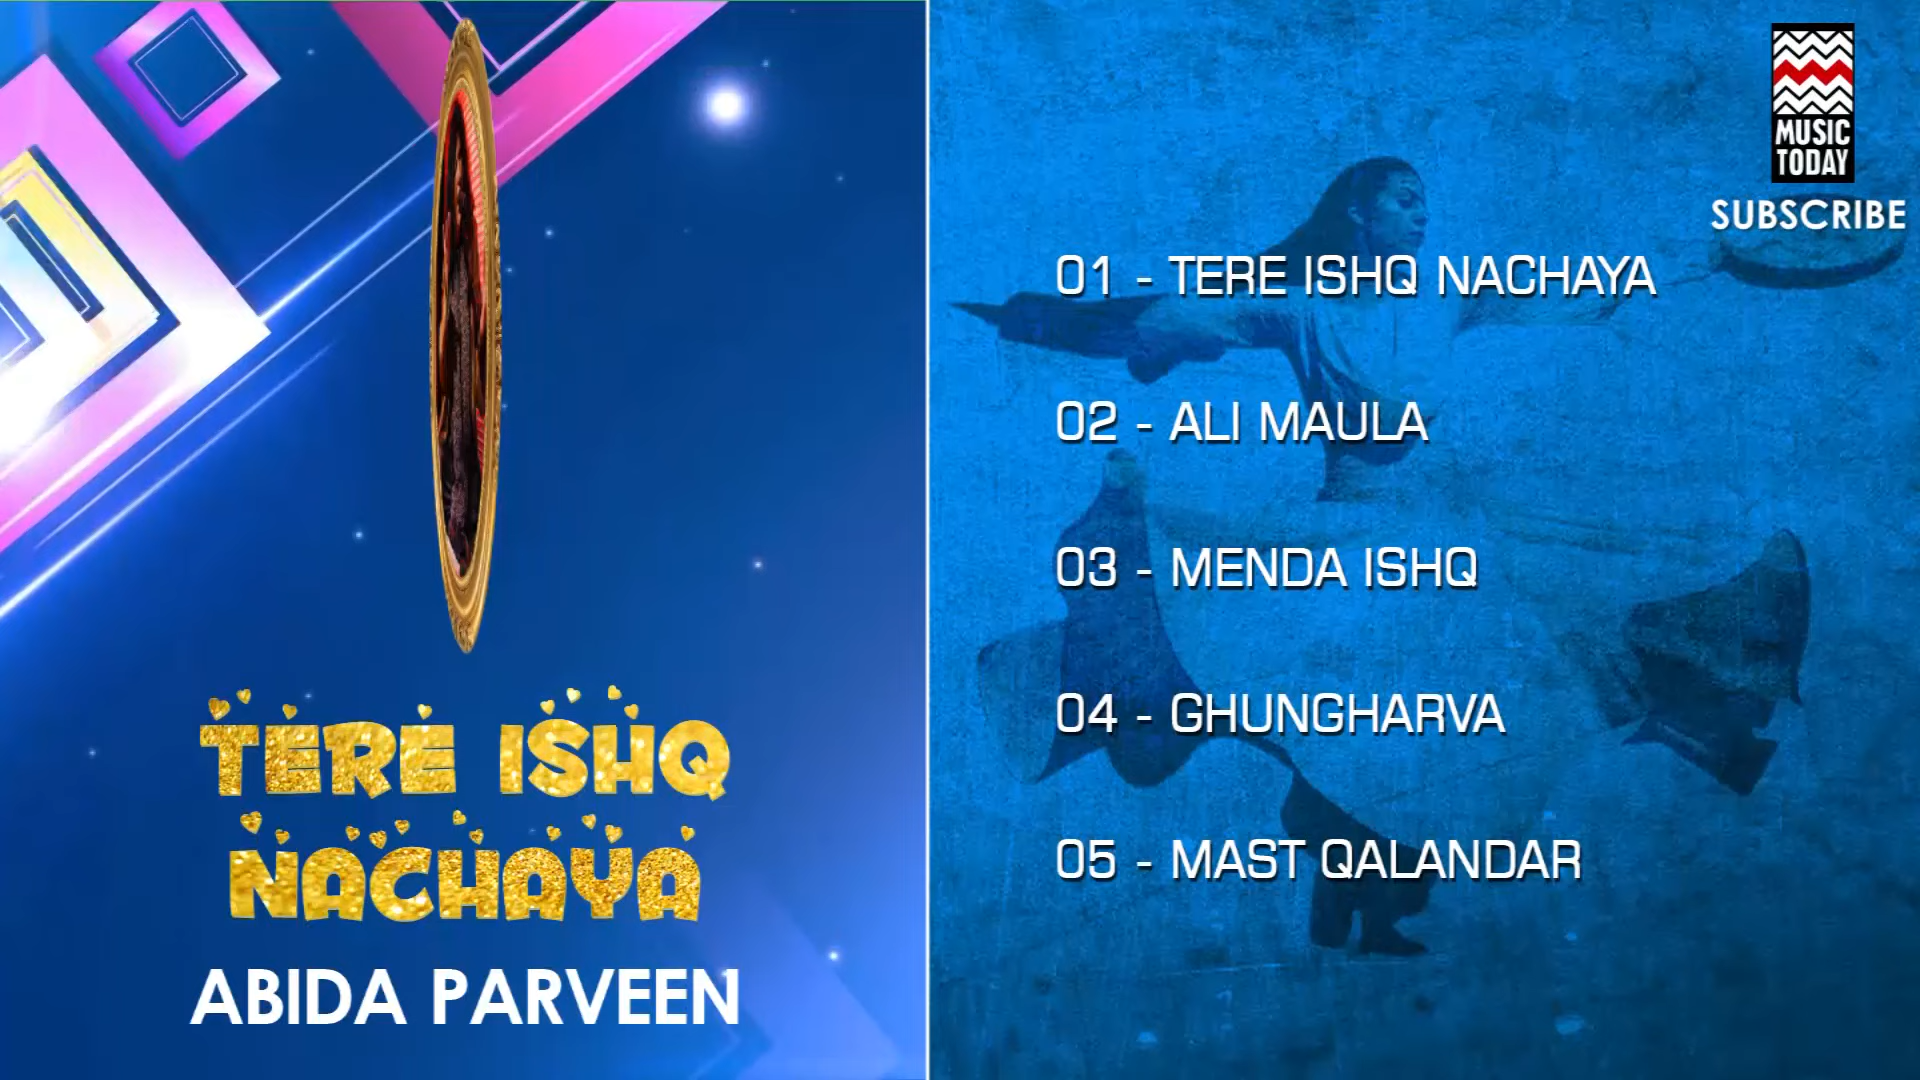 TERE ISHQ
NACHAYA
ABIDA PARVEEN
MUSIC
TODAY
SUBSCRIBE
01 - TERE ISHQ NACHAYA
02 - ALI MAULA
03 - MENDA ISHQ
04 - GHUNGHARVA
05 - MAST QALANDAR